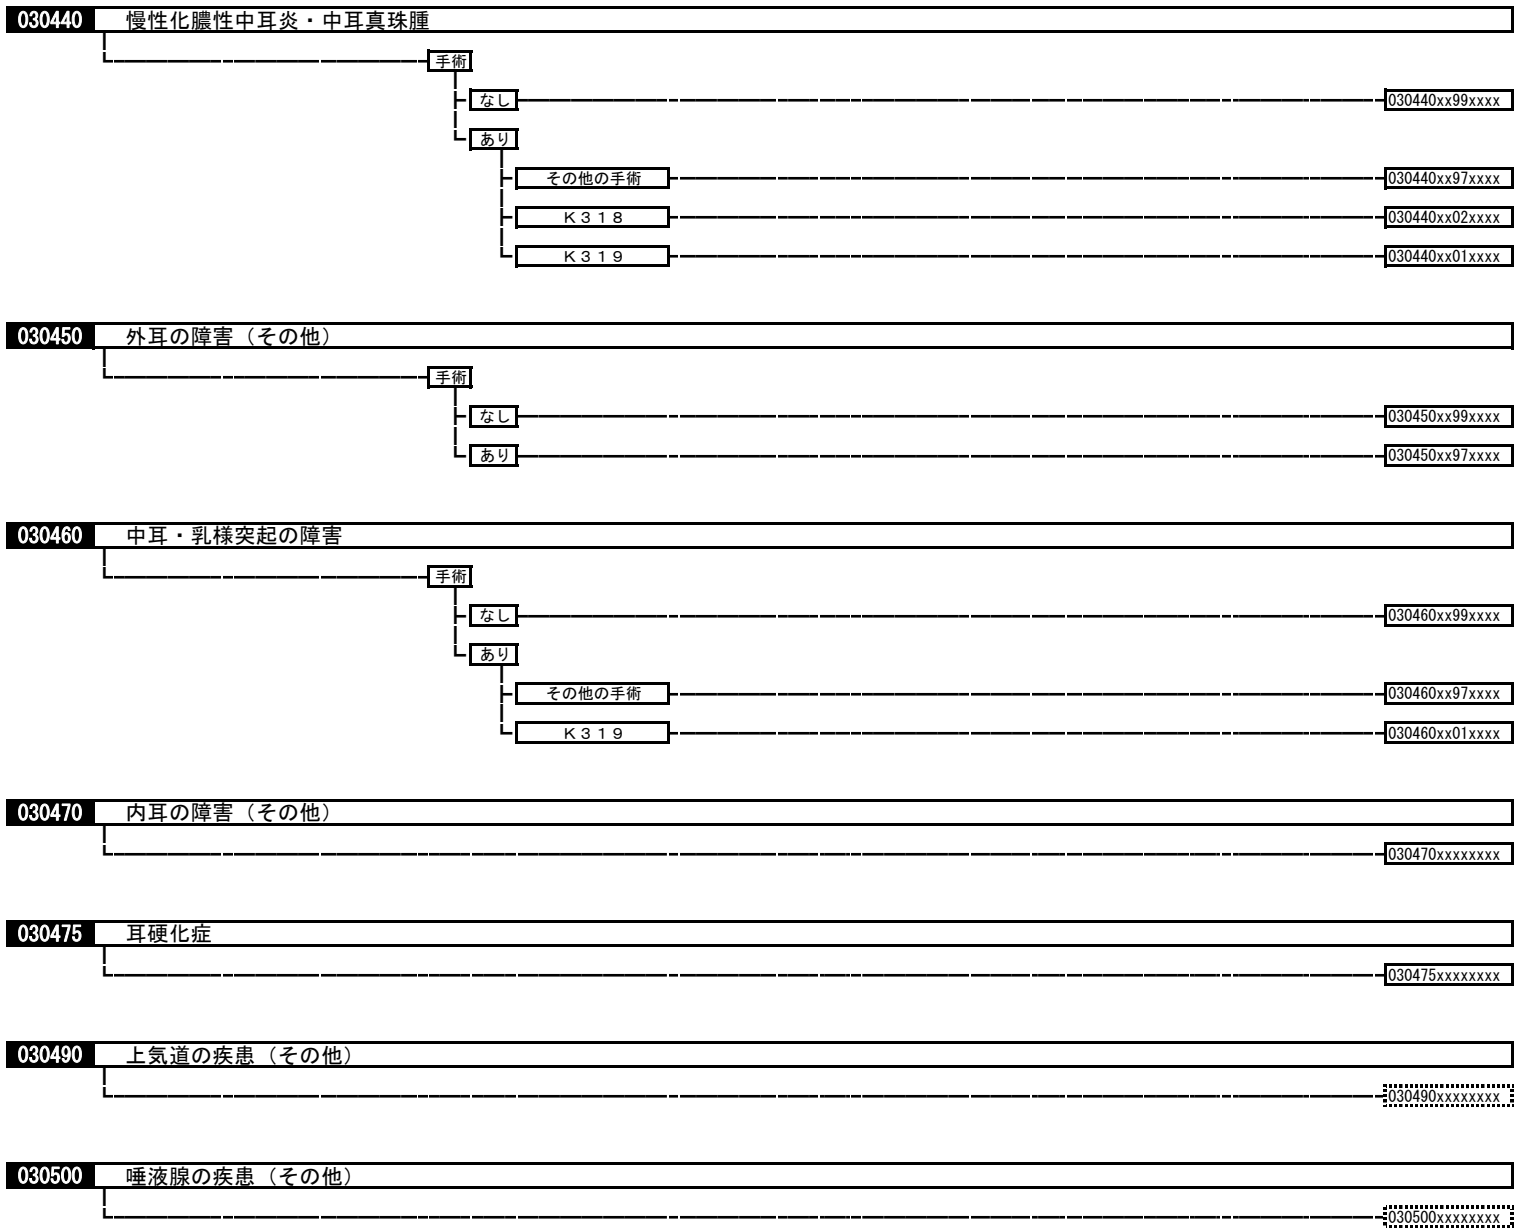 030440 慢性化膿性中耳炎・中耳真珠腫
手術
なし 030440xx99xxxx
あり
その他の手術 030440xx97xxxx
K318 030440xx02xxxx
K319 030440xx01xxxx
030450 外耳の障害（その他）
手術
なし 030450xx99xxxx
あり 030450xx97xxxx
030460 中耳・乳様突起の障害
手術
なし 030460xx99xxxx
あり
その他の手術 030460xx97xxxx
K319 030460xx01xxxx
030470 内耳の障害（その他）
030470xxxxxxxx
030475 耳硬化症
030475xxxxxxxx
030490 上気道の疾患（その他）
030490xxxxxxxx
030500 唾液腺の疾患（その他）
030500xxxxxxxx